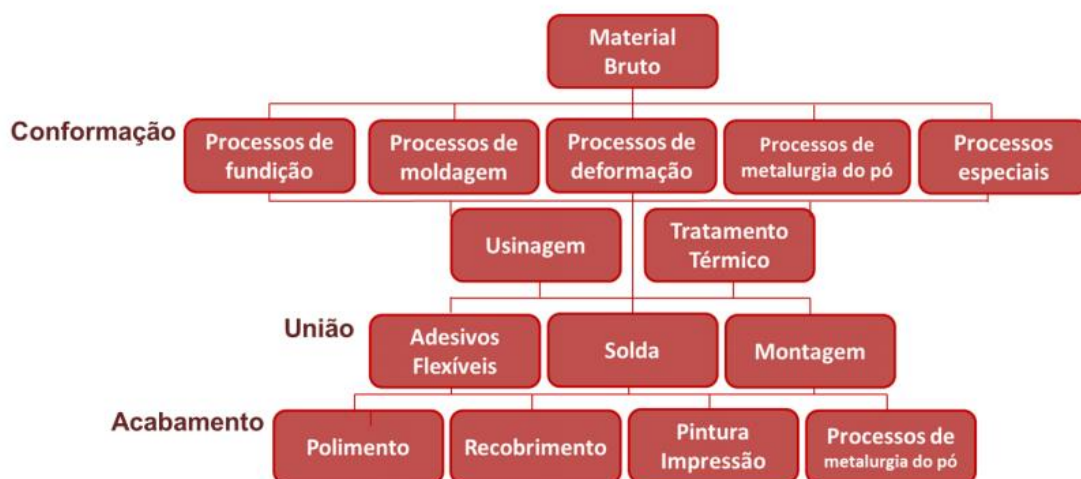 Material
Bruto
Conformação
Processos de
fundição
Processos de
moldagem
Processos de
deformação
Processos de
metalurgia do pó
Processos
especiais
Usinagem
Tratamento
Térmico
União
Adesivos
Flexíveis
Solda
Montagem
Acabamento
Polimento
Recobrimento
Pintura
Impressão
Processos de
metalurgia do pó